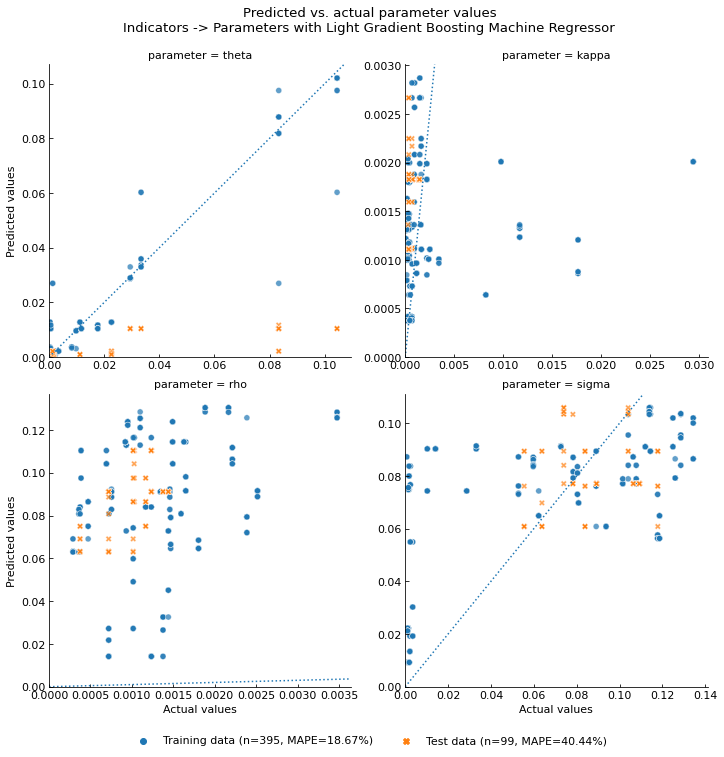 Predicted vs. actual parameter values
Indicators -> Parameters with Light Gradient Boosting Machine Regressor
parameter = theta
parameter = kappa
Predicted values
0.10
0.08
0.06
0.04
0.02
0.00
0.00 0.02 0.04 0.06 0.08 0.10
0.0030
0.0025
0.0020
0.0015
0.0010
0.0005
0.0000
0.000 0.005 0.010 0.015 0.020 0.025 0.030
parameter = rho
parameter = sigma
Predicted values
0.12
0.10
0.08
0.06
0.04
0.02
0.00
0.0000 0.0005 0.0010 0.0015 0.0020 0.0025 0.0030 0.0035
Actual values
0.10
0.08
0.06
0.04
0.02
0.00
0.00 0.02 0.04 0.06 0.08 0.10 0.12 0.14
Actual values
Training data (n=395, MAPE=18.67%)
Test data (n=99, MAPE=40.44%)